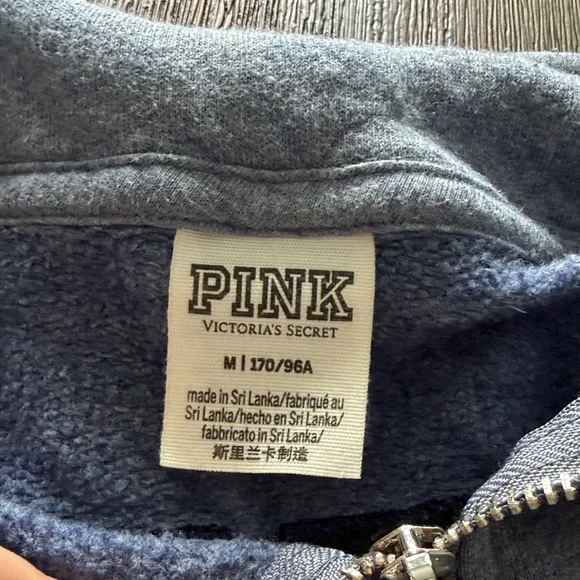 PINK
VICTORIA'S SECRET
M | 170/96A
made in Sri Lanka/fabriqué au
Sri Lanka/hecho en Sri Lanka/
fabbricato in Sri Lanka/
斯里兰卡制造